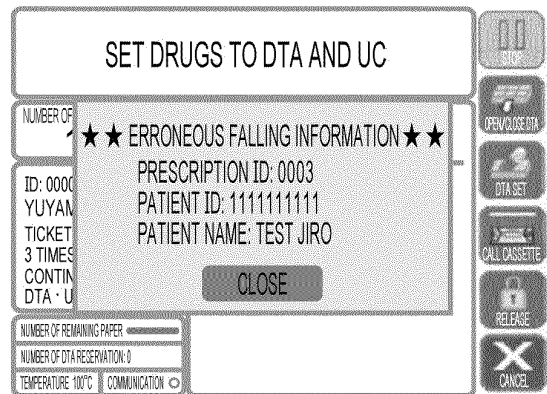 SET DRUGS TO DTA AND UC
NUMBER OF
★ ★ ERRONEOUS FALLING INFORMATION ★ ★
PRESCRIPTION ID: 0003
PATIENT ID: 1111111111
PATIENT NAME: TEST JIRO
CLOSE
ID: 0000
YUYAM
TICKET
3 TIMES
CONTIN
DTA · U
NUMBER OF REMAINING PAPER
NUMBER OF DTA RESERVATION: 0
TEMPERATURE 100°C COMMUNICATION
STOP
OPEN/CLOSE DTA
DTA SET
CALL CASSETTE
RELEASE
CANCEL